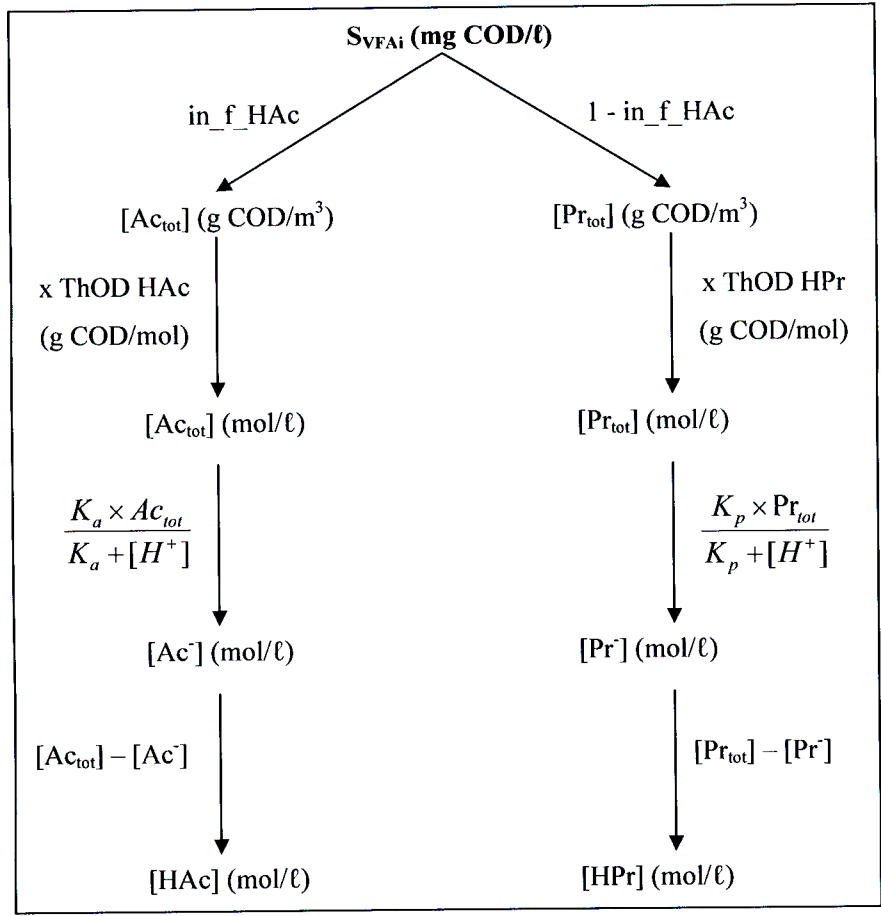 S_VFAi (mg COD/ℓ)
in_f_HAc
1 - in_f_HAc
[Ac_tot] (g COD/m³)
[Pr_tot] (g COD/m³)
x ThOD HAc
(g COD/mol)
x ThOD HPr
(g COD/mol)
[Ac_tot] (mol/ℓ)
[Pr_tot] (mol/ℓ)
K_a × Ac_tot
K_a + [H⁺]
K_p × Pr_tot
K_p + [H⁺]
[Ac⁻] (mol/ℓ)
[Pr⁻] (mol/ℓ)
[Ac_tot] – [Ac⁻]
[Pr_tot] – [Pr⁻]
[HAc] (mol/ℓ)
[HPr] (mol/ℓ)